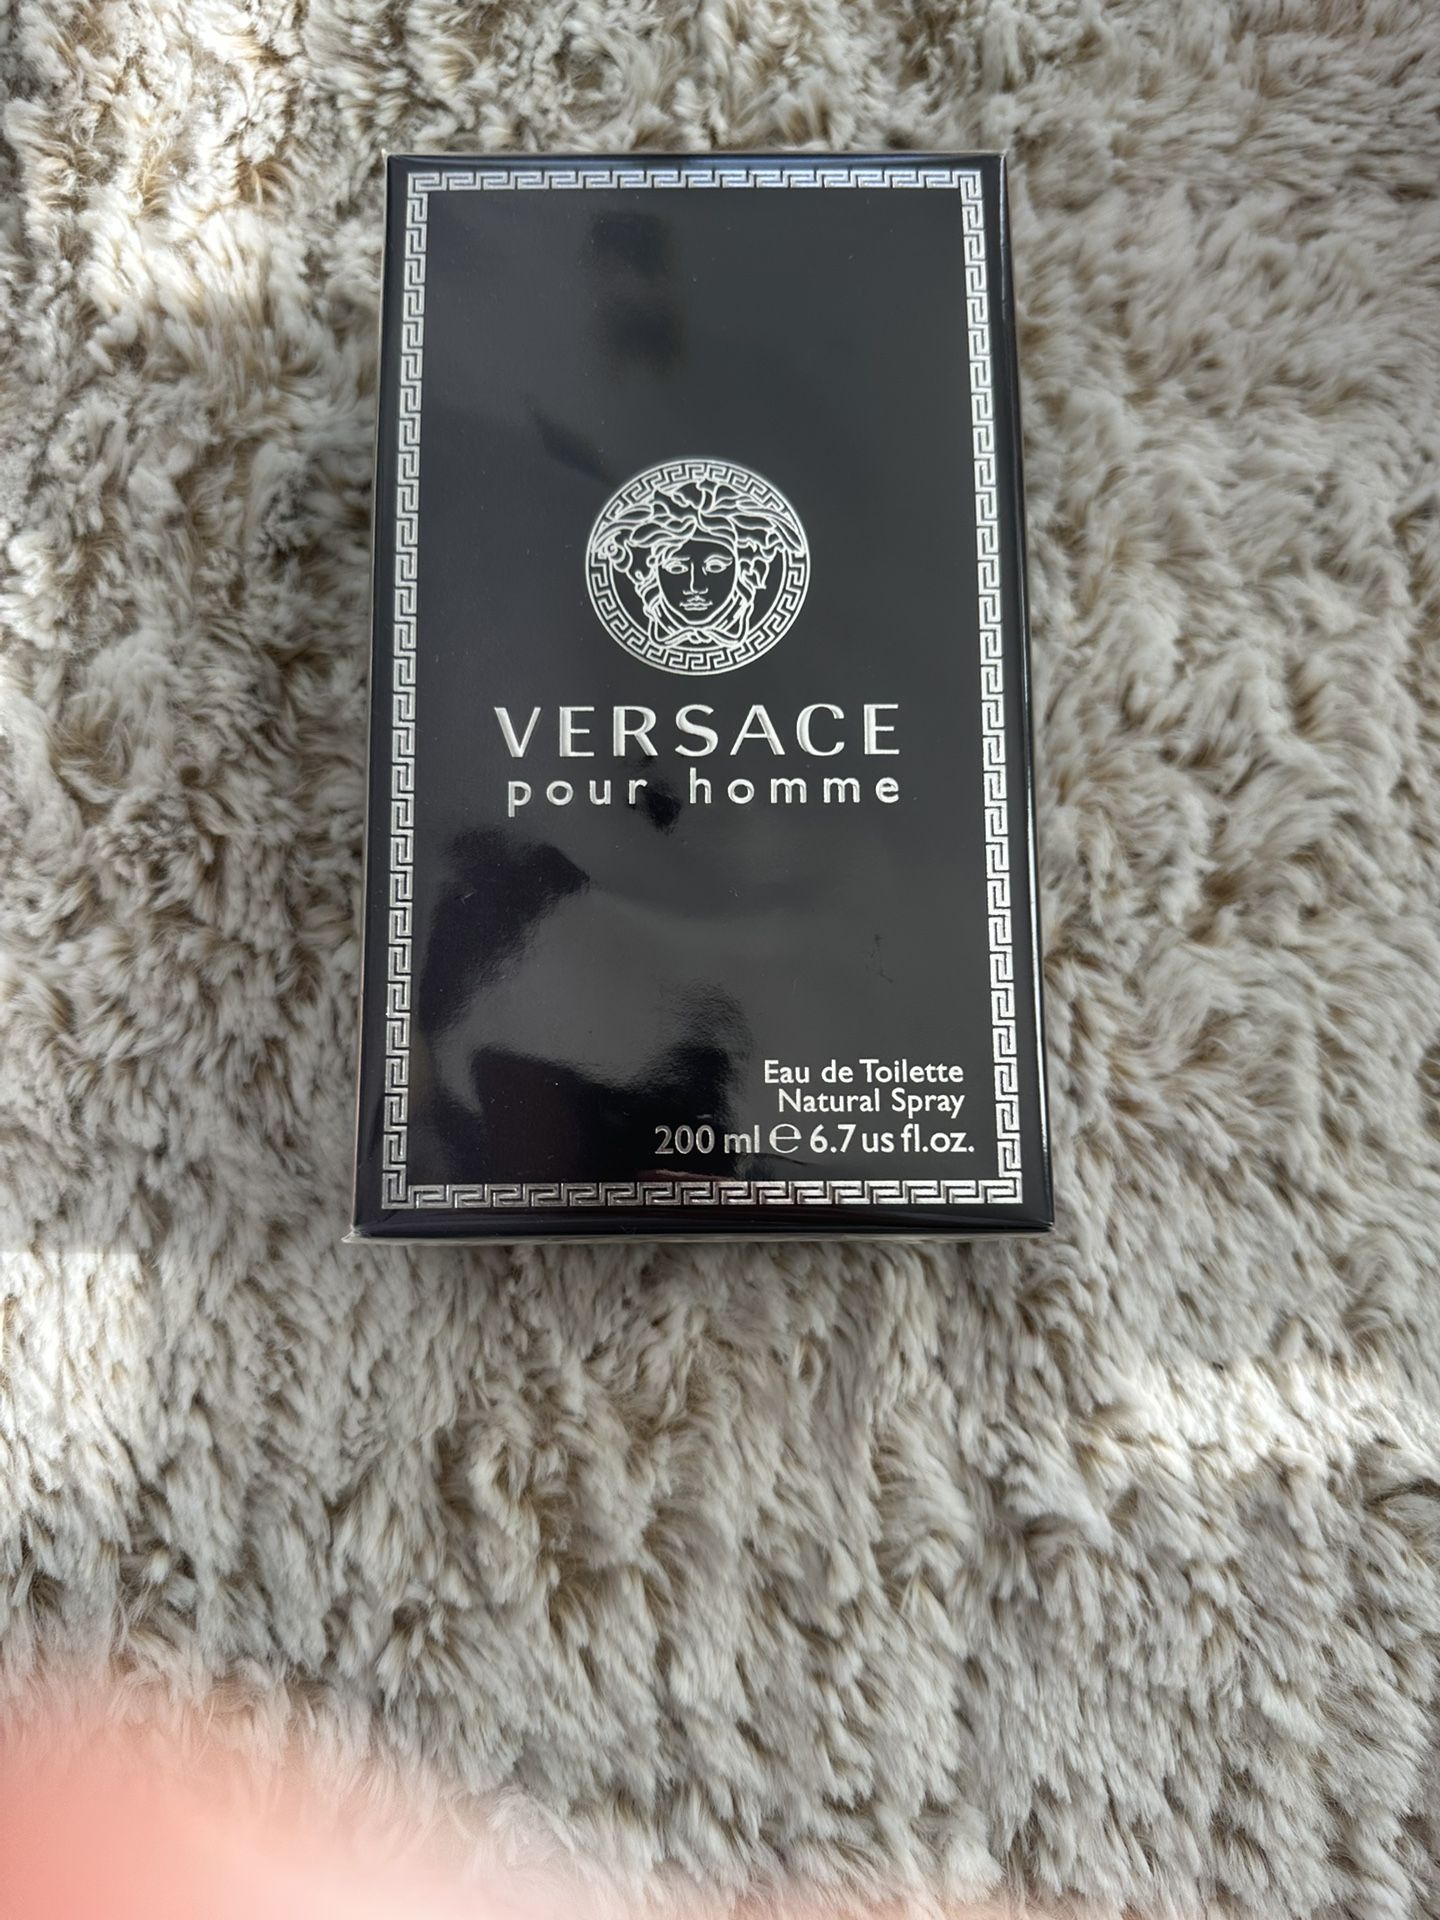 VERSACE
pour homme
Eau de Toilette
Natural Spray
200 ml ℮ 6.7 us fl.oz.